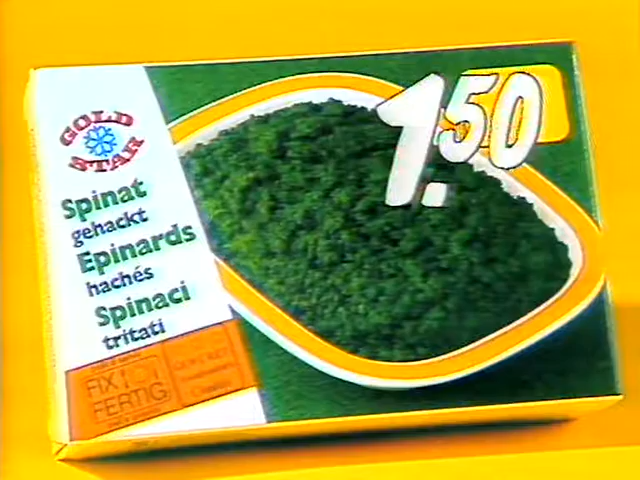 GOLD
STAR
1.50
Spinat
gehackt
Epinards
hachés
Spinaci
tritati
FIX
FERTIG